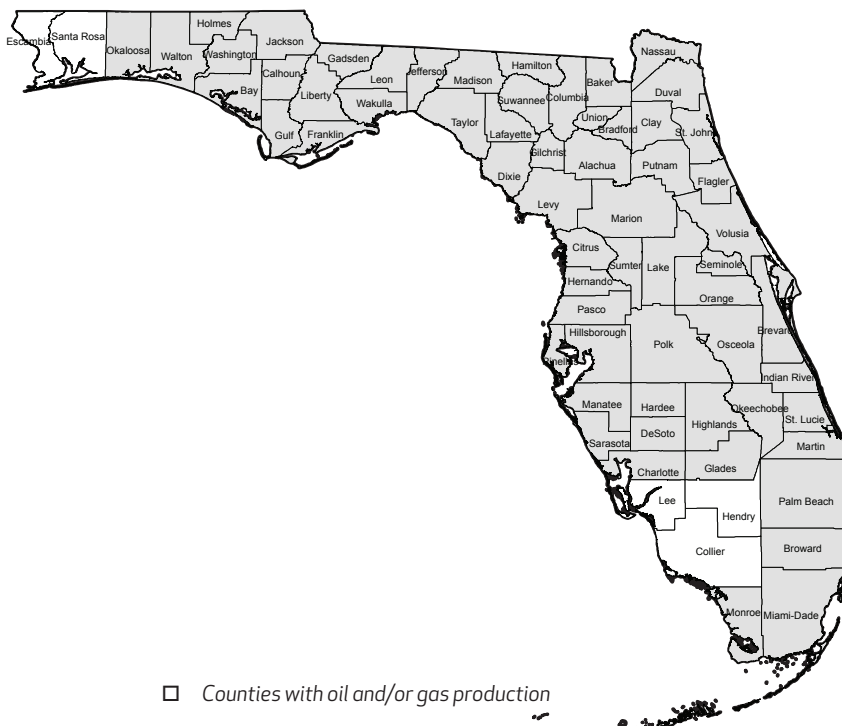 Holmes
Escambia
Santa Rosa
Okaloosa
Walton
Washington
Jackson
Nassau
Gadsden
Hamilton
Jefferson
Leon
Madison
Baker
Calhoun
Bay
Liberty
Duval
Wakulla
Suwannee
Columbia
Union
Bradford
Clay
Taylor
Lafayette
St. Johns
Gulf
Franklin
Gilchrist
Alachua
Putnam
Dixie
Flagler
Levy
Marion
Volusia
Citrus
Sumter
Lake
Seminole
Hernando
Orange
Pasco
Hillsborough
Brevard
Polk
Osceola
Pinellas
Indian River
Manatee
Hardee
Okeechobee
St. Lucie
Highlands
DeSoto
Sarasota
Martin
Charlotte
Glades
Lee
Palm Beach
Hendry
Collier
Broward
Monroe
Miami-Dade
Counties with oil and/or gas production